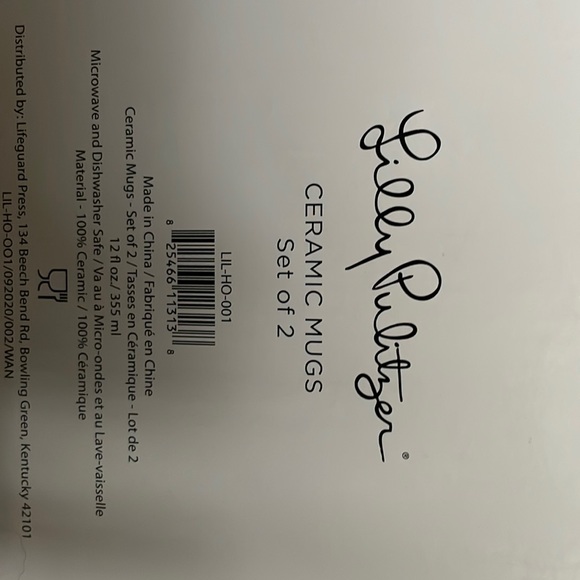 Lilly Pulitzer®
CERAMIC MUGS
Set of 2
LIL-HO-001
8 25466 11313 8
Made in China / Fabriqué en Chine
Ceramic Mugs - Set of 2 / Tasses en Céramique - Lot de 2
12 fl oz./ 355 ml
Microwave and Dishwasher Safe / Va au à Micro-ondes et au Lave-vaisselle
Material - 100% Ceramic / 100% Céramique
Distributed by: Lifeguard Press, 134 Beech Bend Rd, Bowling Green, Kentucky 42101
LIL-HO-OO1/092020/002/WAN